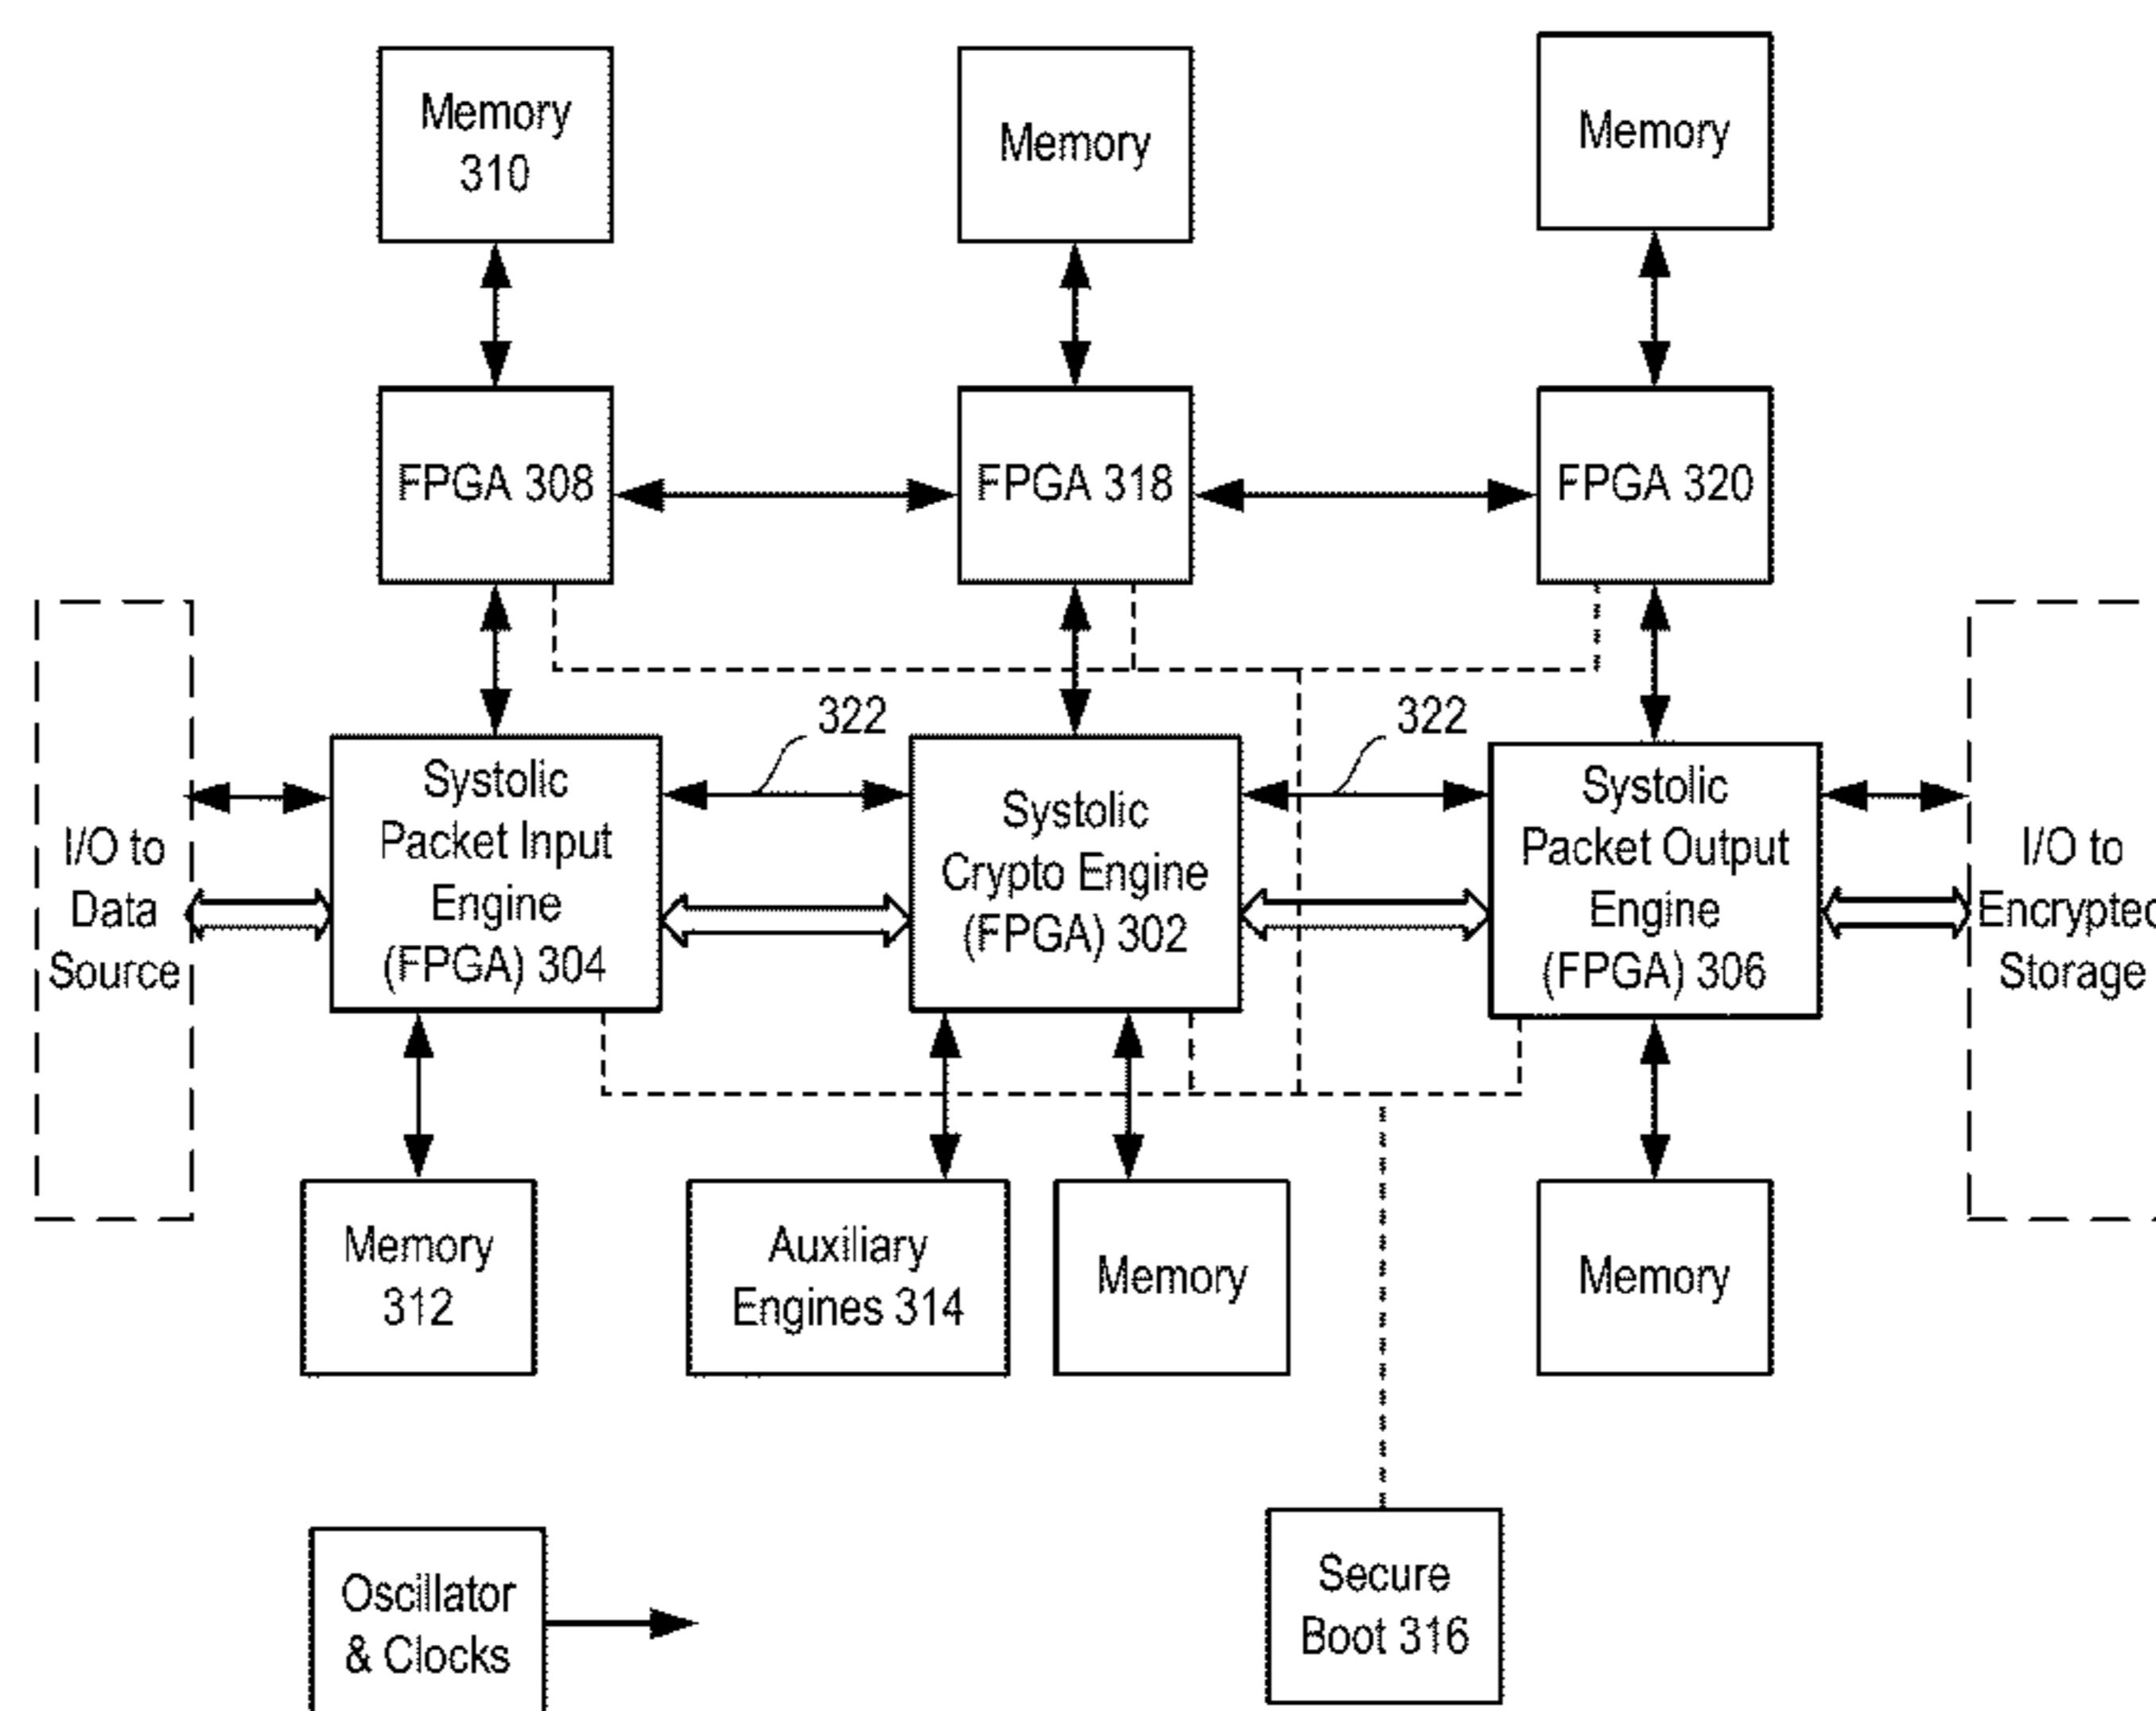 Memory
310
Memory
Memory
FPGA 308
FPGA 318
FPGA 320
322
322
I/O to
Data
Source
Systolic
Packet Input
Engine
(FPGA) 304
Systolic
Crypto Engine
(FPGA) 302
Systolic
Packet Output
Engine
(FPGA) 306
I/O to
Encrypted
Storage
Memory
312
Auxiliary
Engines 314
Memory
Memory
Oscillator
& Clocks
Secure
Boot 316